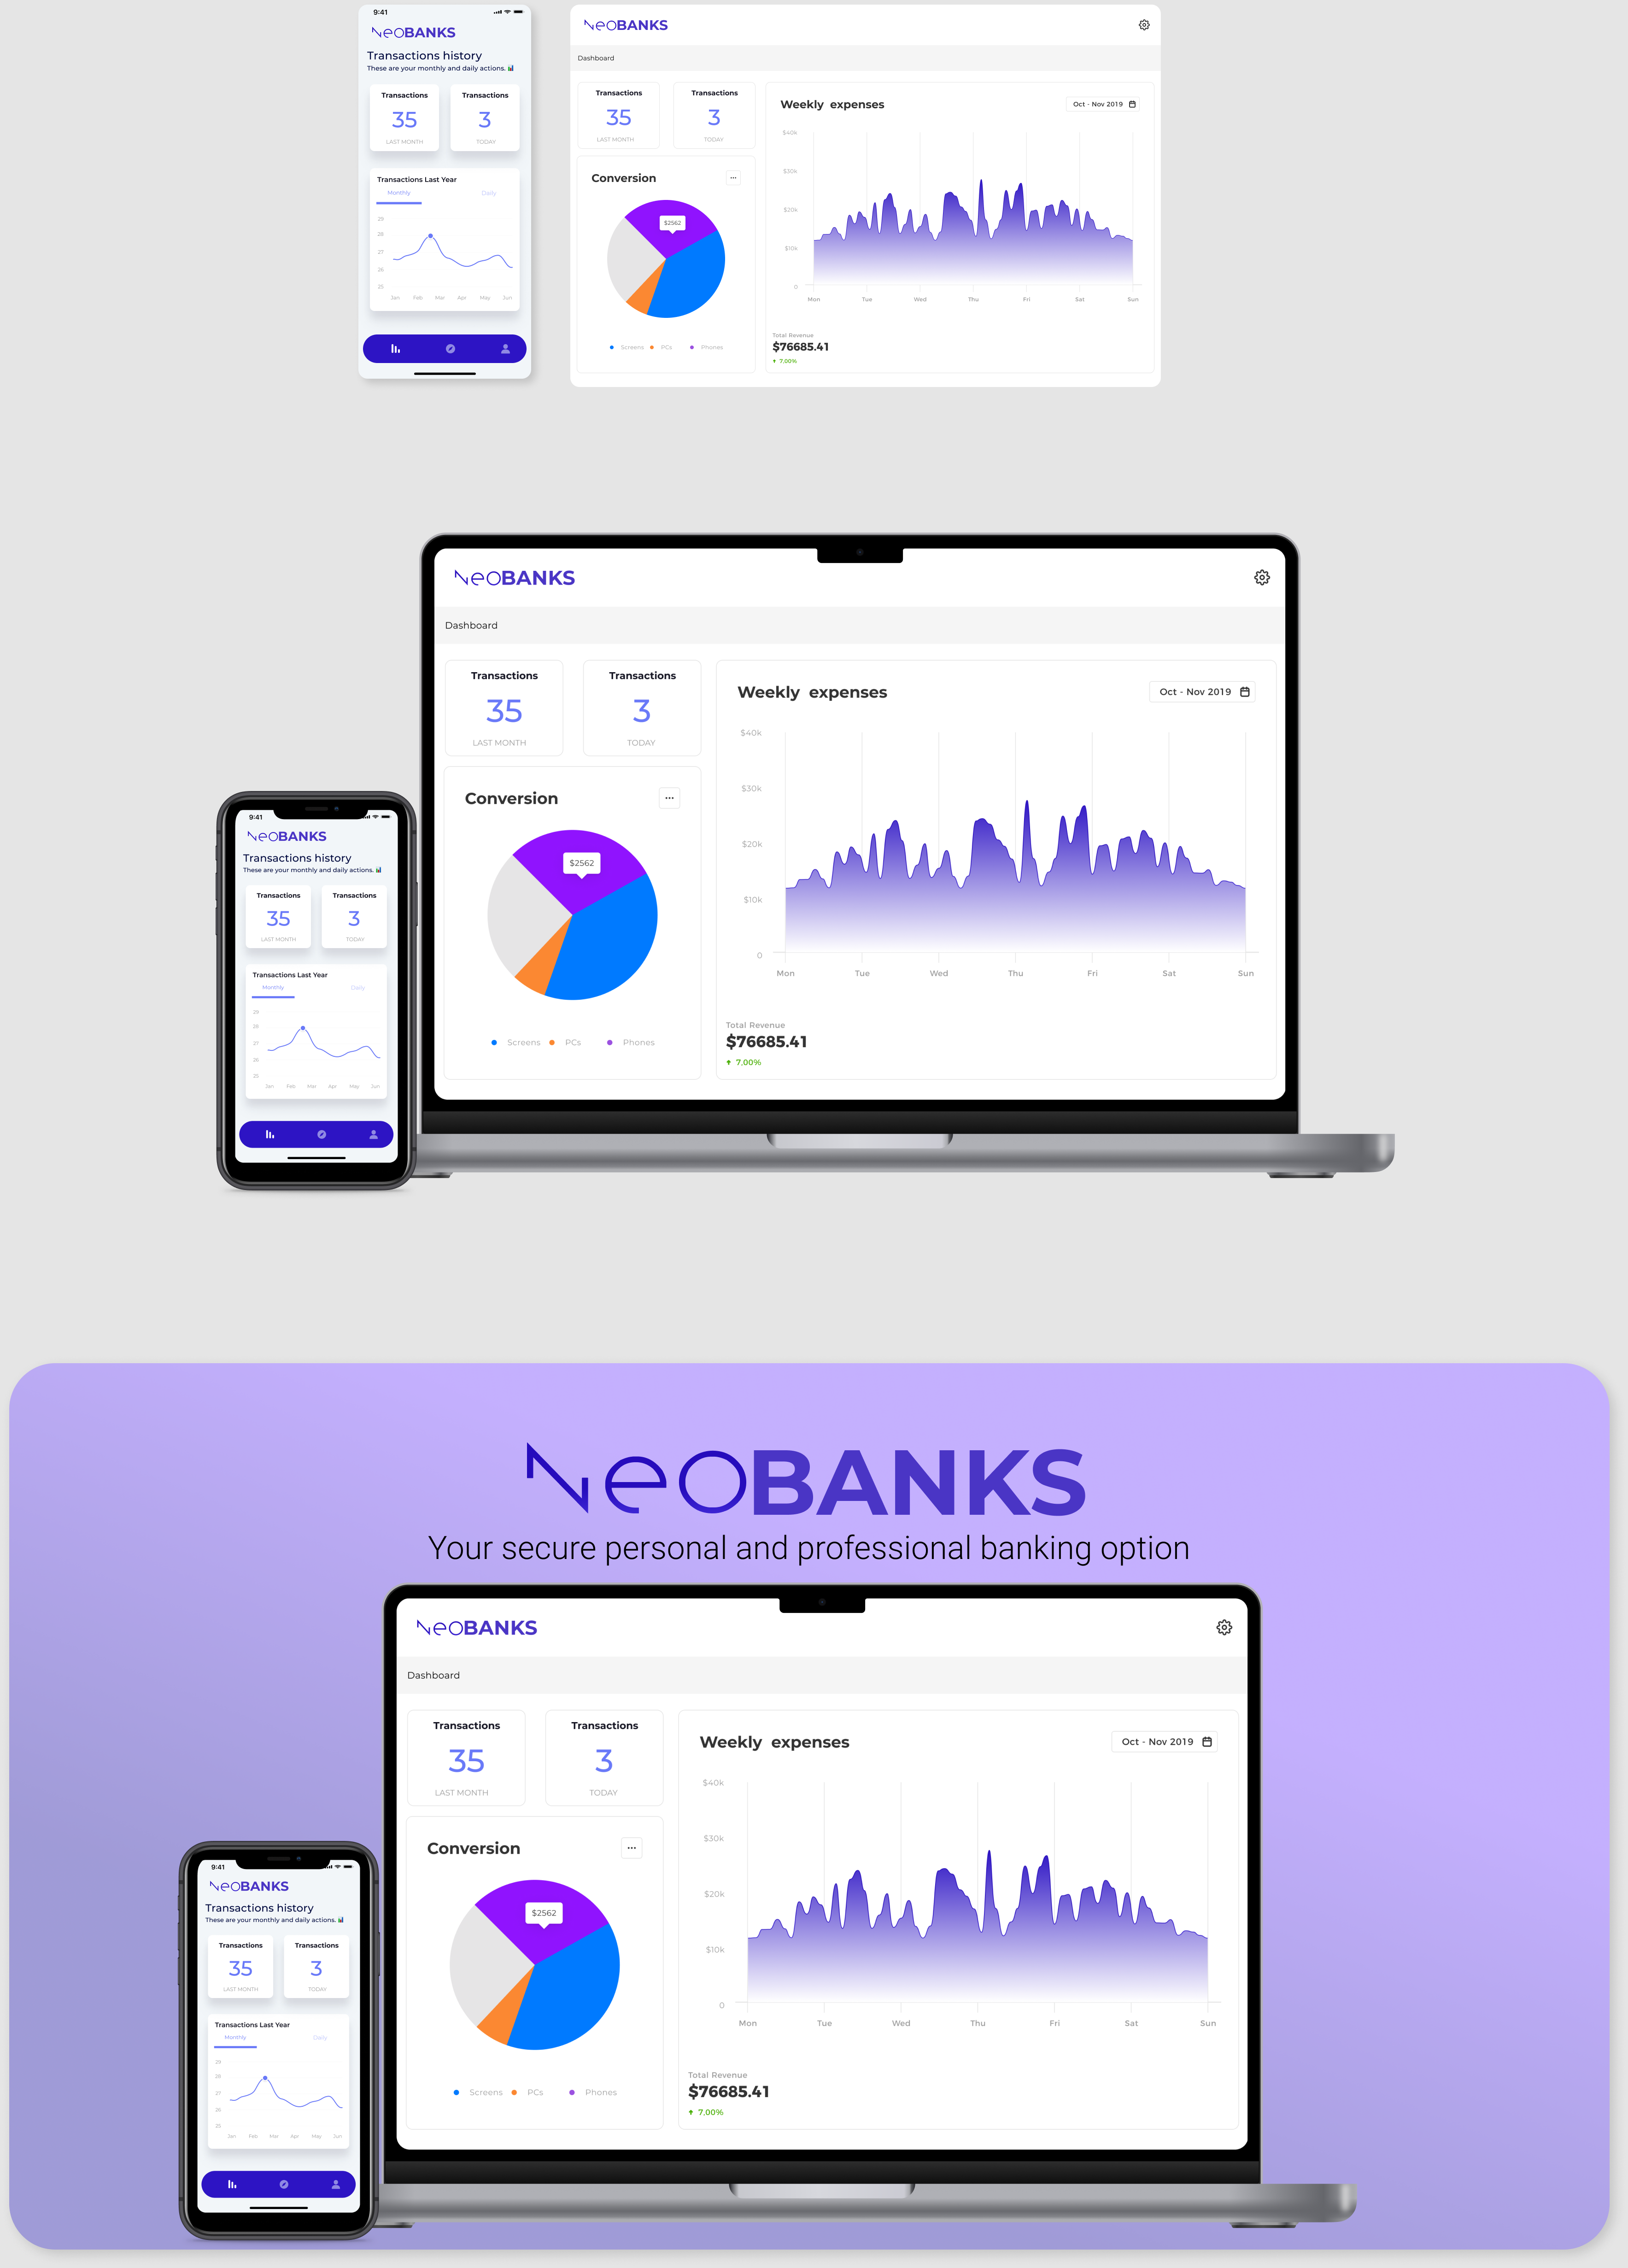 9:41
NeoBANKS
Transactions history
These are your monthly and daily actions. 📊
Transactions
35
LAST MONTH
Transactions
3
TODAY
Transactions Last Year
Monthly Daily
29
28
27
26
25
Jan Feb Mar Apr May Jun
NeoBANKS
Dashboard
Transactions
35
LAST MONTH
Transactions
3
TODAY
Conversion
$2562
Screens PCs Phones
Weekly expenses
Oct - Nov 2019
$40k
$30k
$20k
$10k
0
Mon Tue Wed Thu Fri Sat Sun
Total Revenue
$76685.41
7.00%
NeoBANKS
Dashboard
Transactions
35
LAST MONTH
Transactions
3
TODAY
Conversion
$2562
Screens PCs Phones
Weekly expenses
Oct - Nov 2019
$40k
$30k
$20k
$10k
0
Mon Tue Wed Thu Fri Sat Sun
Total Revenue
$76685.41
7.00%
9:41
NeoBANKS
Transactions history
These are your monthly and daily actions. 📊
Transactions
35
LAST MONTH
Transactions
3
TODAY
Transactions Last Year
Monthly Daily
29
28
27
26
25
Jan Feb Mar Apr May Jun
NeoBANKS
Your secure personal and professional banking option
NeoBANKS
Dashboard
Transactions
35
LAST MONTH
Transactions
3
TODAY
Conversion
$2562
Screens PCs Phones
Weekly expenses
Oct - Nov 2019
$40k
$30k
$20k
$10k
0
Mon Tue Wed Thu Fri Sat Sun
Total Revenue
$76685.41
7.00%
9:41
NeoBANKS
Transactions history
These are your monthly and daily actions. 📊
Transactions
35
LAST MONTH
Transactions
3
TODAY
Transactions Last Year
Monthly Daily
29
28
27
26
25
Jan Feb Mar Apr May Jun